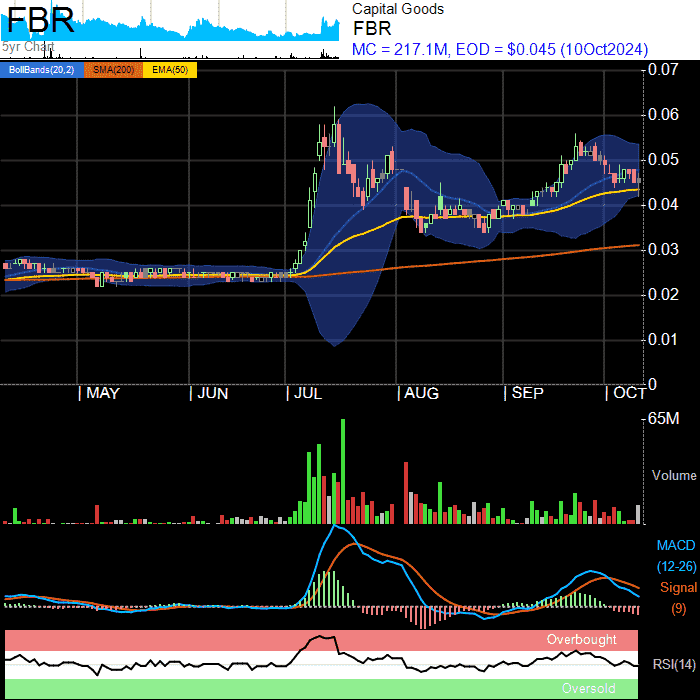 FBR
5yr Chart
Capital Goods
FBR
MC = 217.1M, EOD = $0.045 (10Oct2024)
BollBands(20,2) SMA(200) EMA(50)
0.07
0.06
0.05
0.04
0.03
0.02
0.01
0
| MAY | JUN | JUL | AUG | SEP | OCT
65M
Volume
MACD
(12-26)
Signal
(9)
Overbought
RSI(14)
Oversold